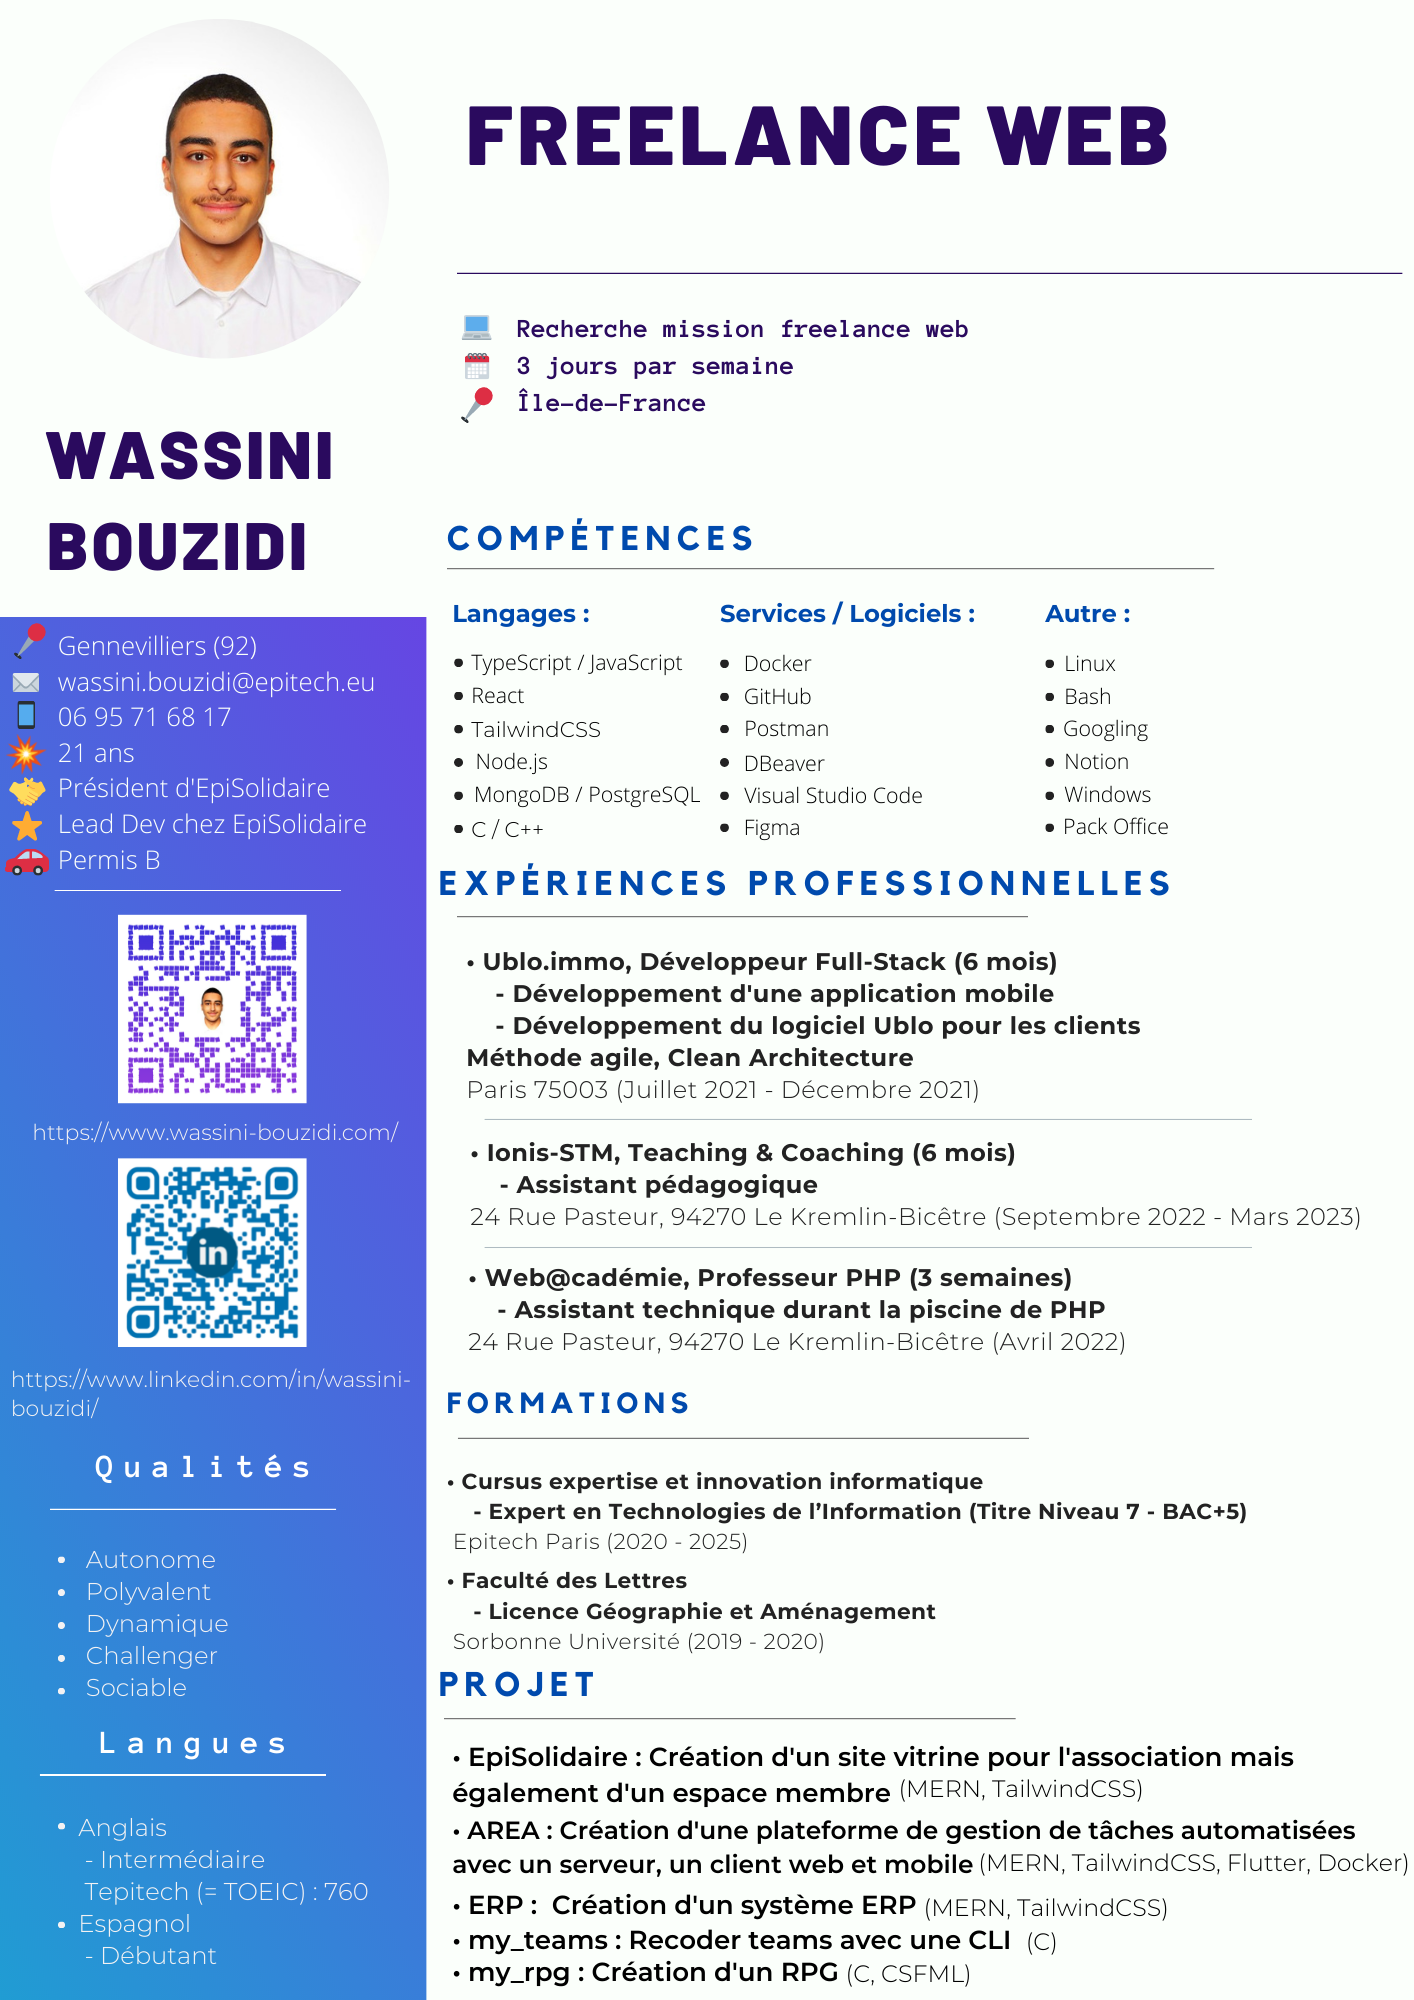 FREELANCE WEB
Recherche mission freelance web
3 jours par semaine
Île-de-France
WASSINI
BOUZIDI
Gennevilliers (92)
wassini.bouzidi@epitech.eu
06 95 71 68 17
21 ans
Président d'EpiSolidaire
Lead Dev chez EpiSolidaire
Permis B
https://www.wassini-bouzidi.com/
in
https://www.linkedin.com/in/wassini-
bouzidi/
Qualités
• Autonome
• Polyvalent
• Dynamique
• Challenger
• Sociable
Langues
• Anglais
- Intermédiaire
Tepitech (= TOEIC) : 760
• Espagnol
- Débutant
COMPÉTENCES
Langages :
• TypeScript / JavaScript
• React
• TailwindCSS
• Node.js
• MongoDB / PostgreSQL
• C / C++
Services / Logiciels :
• Docker
• GitHub
• Postman
• DBeaver
• Visual Studio Code
• Figma
Autre :
• Linux
• Bash
• Googling
• Notion
• Windows
• Pack Office
EXPÉRIENCES PROFESSIONNELLES
• Ublo.immo, Développeur Full-Stack (6 mois)
- Développement d'une application mobile
- Développement du logiciel Ublo pour les clients
Méthode agile, Clean Architecture
Paris 75003 (Juillet 2021 - Décembre 2021)
• Ionis-STM, Teaching & Coaching (6 mois)
- Assistant pédagogique
24 Rue Pasteur, 94270 Le Kremlin-Bicêtre (Septembre 2022 - Mars 2023)
• Web@cadémie, Professeur PHP (3 semaines)
- Assistant technique durant la piscine de PHP
24 Rue Pasteur, 94270 Le Kremlin-Bicêtre (Avril 2022)
FORMATIONS
• Cursus expertise et innovation informatique
- Expert en Technologies de l’Information (Titre Niveau 7 - BAC+5)
Epitech Paris (2020 - 2025)
• Faculté des Lettres
- Licence Géographie et Aménagement
Sorbonne Université (2019 - 2020)
PROJET
• EpiSolidaire : Création d'un site vitrine pour l'association mais
également d'un espace membre (MERN, TailwindCSS)
• AREA : Création d'une plateforme de gestion de tâches automatisées
avec un serveur, un client web et mobile (MERN, TailwindCSS, Flutter, Docker)
• ERP : Création d'un système ERP (MERN, TailwindCSS)
• my_teams : Recoder teams avec une CLI (C)
• my_rpg : Création d'un RPG (C, CSFML)